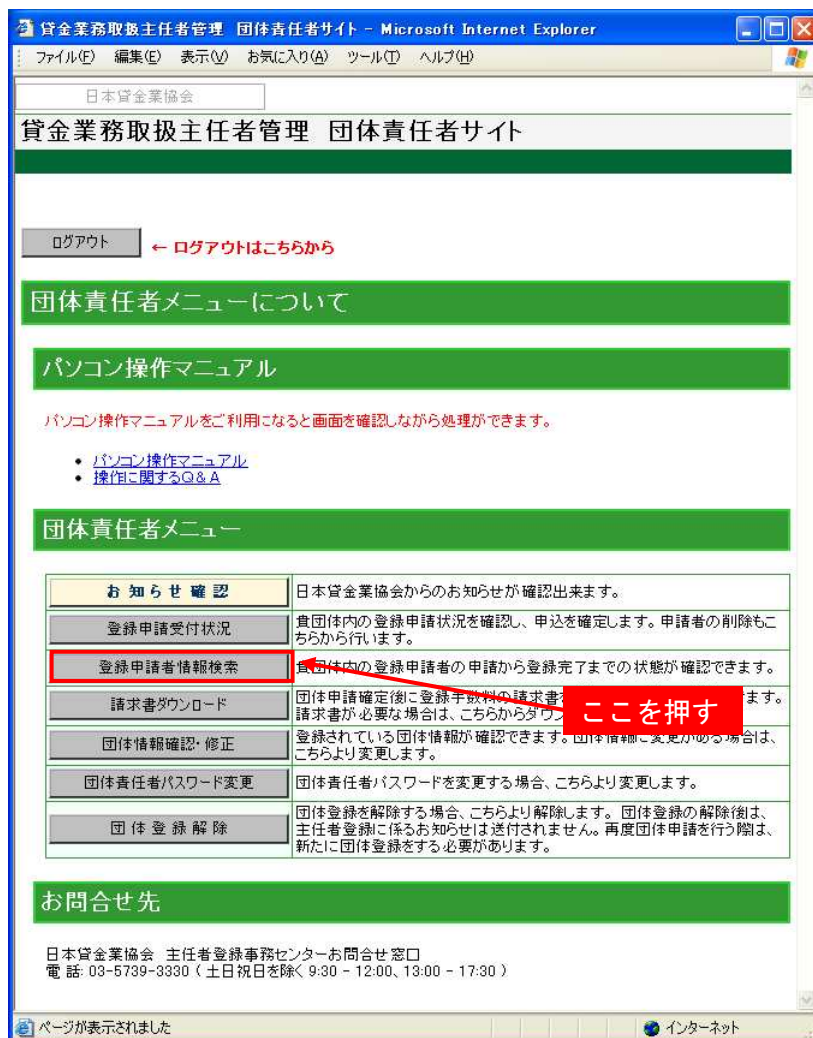 貸金業務取扱主任者管理 団体責任者サイト - Microsoft Internet Explorer
ファイル(F) 編集(E) 表示(V) お気に入り(A) ツール(T) ヘルプ(H)
日本貸金業協会
貸金業務取扱主任者管理 団体責任者サイト
ログアウト ← ログアウトはこちらから
団体責任者メニューについて
パソコン操作マニュアル
パソコン操作マニュアルをご利用になると画面を確認しながら処理ができます。
• パソコン操作マニュアル
• 操作に関するQ&A
団体責任者メニュー
お知らせ確認 日本貸金業協会からのお知らせが確認出来ます。
登録申請受付状況 貴団体内の登録申請状況を確認し、申込を確定します。申請者の削除もこ
ちらから行います。
登録申請者情報検索 貴団体内の登録申請者の申請から登録完了までの状態が確認できます。
請求書ダウンロード 団体申請確定後に登録手数料の請求書を ます。
請求書が必要な場合は、こちらからダウン
ここを押す
団体情報確認・修正 登録されている団体情報が確認できます。団体情報に変更がある場合は、
こちらより変更します。
団体責任者パスワード変更 団体責任者パスワードを変更する場合、こちらより変更します。
団体登録解除 団体登録を解除する場合、こちらより解除します。団体登録の解除後は、
主任者登録に係るお知らせは送付されません。再度団体申請を行う際は、
新たに団体登録をする必要があります。
お問合せ先
日本貸金業協会 主任者登録事務センターお問合せ窓口
電 話: 03-5739-3330 ( 土日祝日を除く 9:30 - 12:00、13:00 - 17:30 )
ページが表示されました インターネット